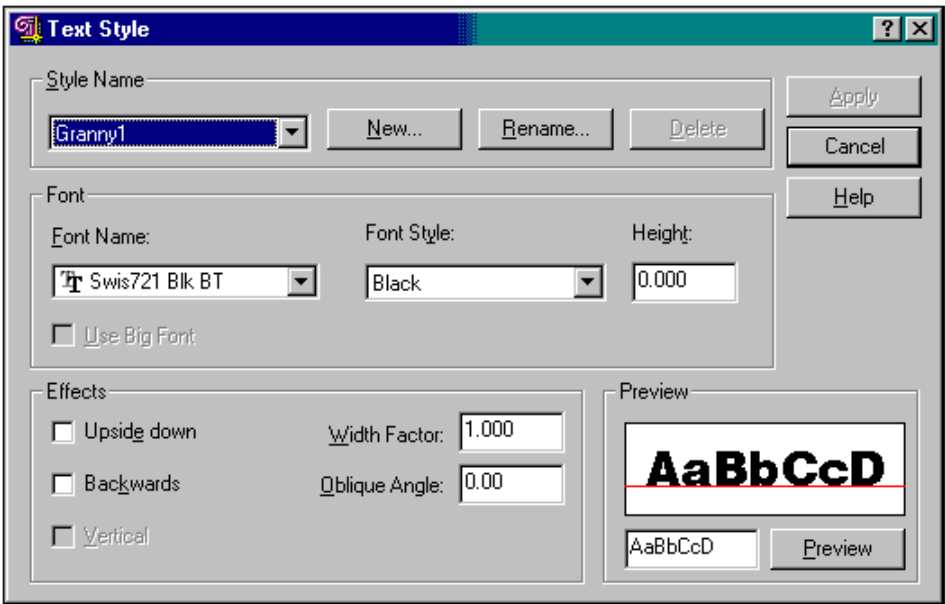 Text Style
Style Name
Apply
Granny1 New... Rename... Delete
Cancel
Font
Help
Font Name: Font Style: Height:
Swis721 Blk BT Black 0.000
Use Big Font
Effects Preview
Upside down Width Factor: 1.000
AaBbCcD
Backwards Oblique Angle: 0.00
Vertical AaBbCcD Preview